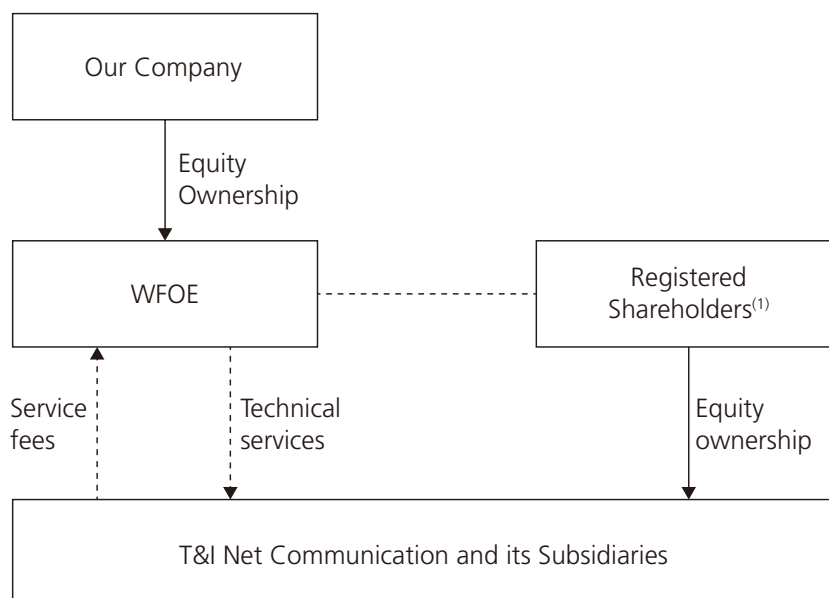 Our Company
Equity
Ownership
WFOE
Registered
Shareholders(1)
Service
fees
Technical
services
Equity
ownership
T&I Net Communication and its Subsidiaries